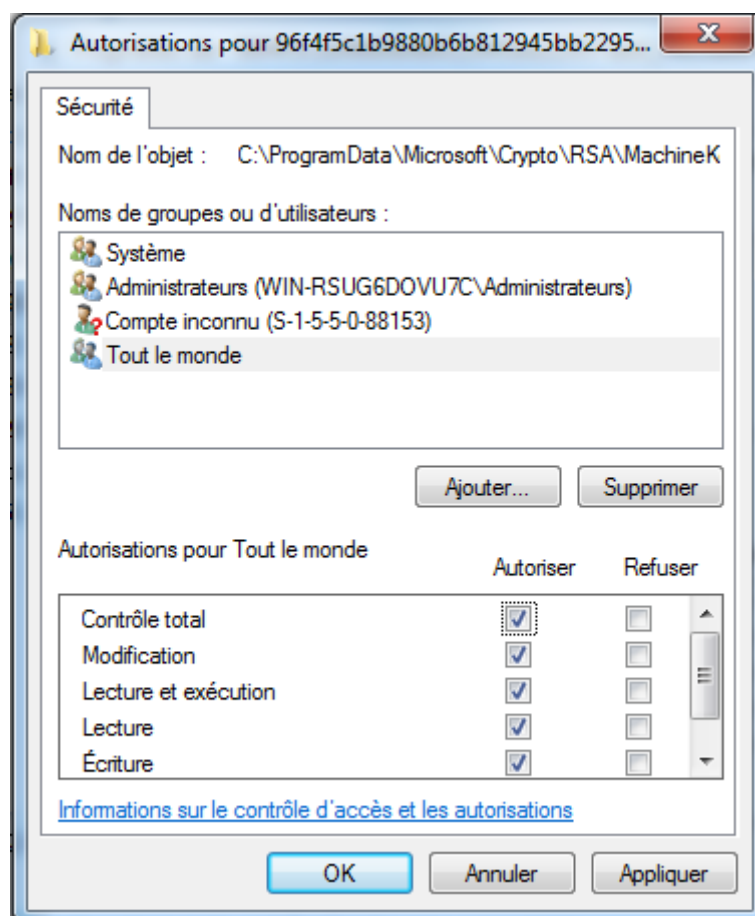 Autorisations pour 96f4f5c1b9880b6b812945bb2295...
Sécurité
Nom de l'objet : C:\ProgramData\Microsoft\Crypto\RSA\MachineK
Noms de groupes ou d'utilisateurs :
Système
Administrateurs (WIN-RSUG6DOVU7C\Administrateurs)
Compte inconnu (S-1-5-5-0-88153)
Tout le monde
Ajouter... Supprimer
Autorisations pour Tout le monde Autoriser Refuser
Contrôle total
Modification
Lecture et exécution
Lecture
Écriture
Informations sur le contrôle d'accès et les autorisations
OK Annuler Appliquer